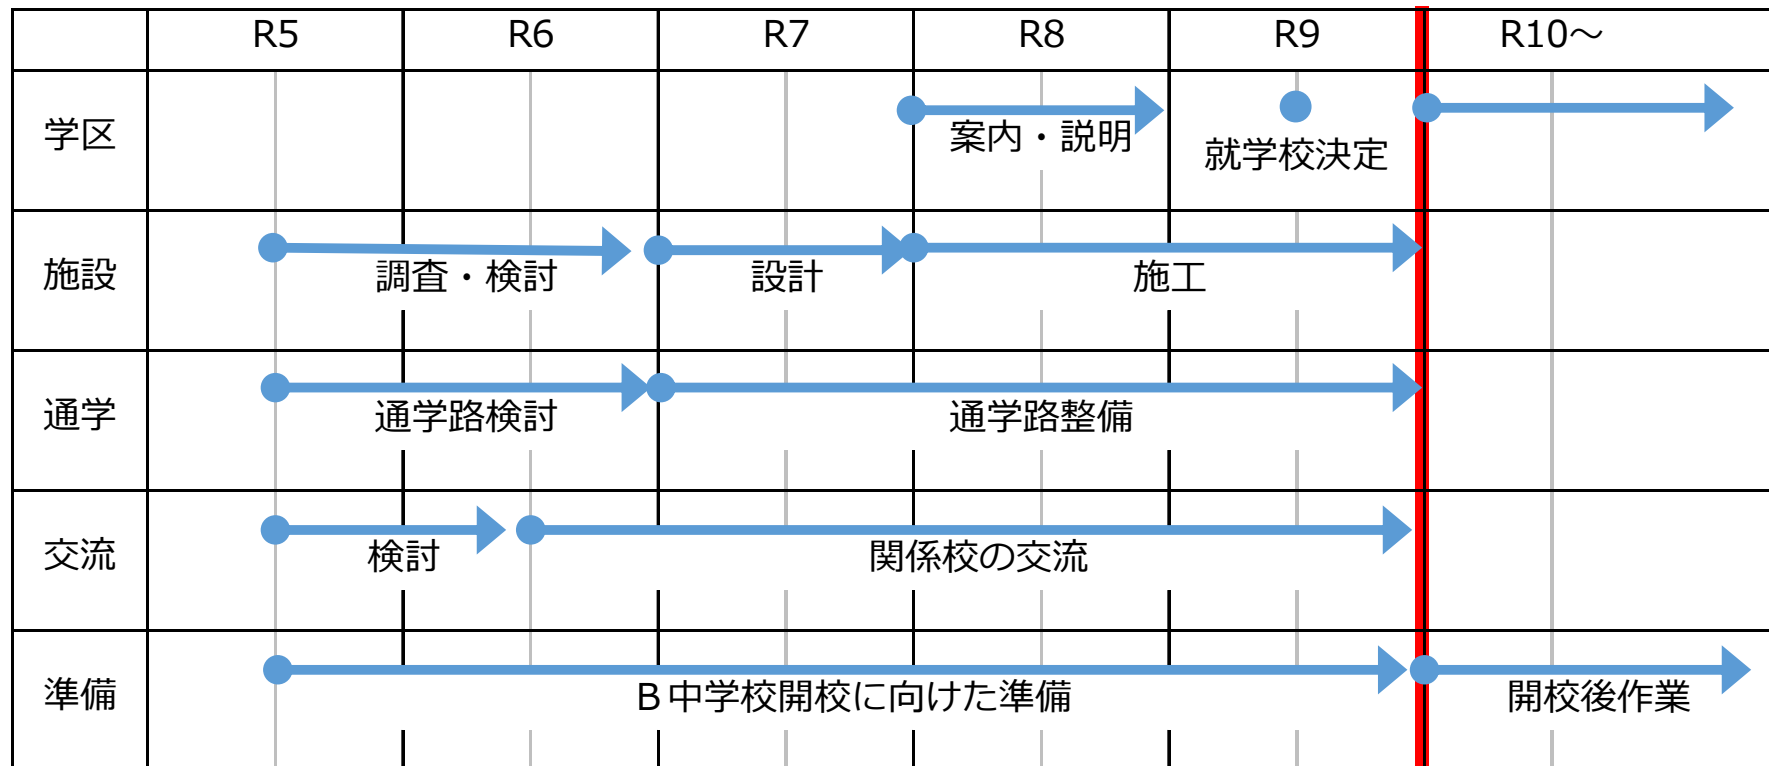 R5 R6 R7 R8 R9 R10～
学区 案内・説明 就学校決定
施設 調査・検討 設計 施工
通学 通学路検討 通学路整備
交流 検討 関係校の交流
準備 Ｂ中学校開校に向けた準備 開校後作業